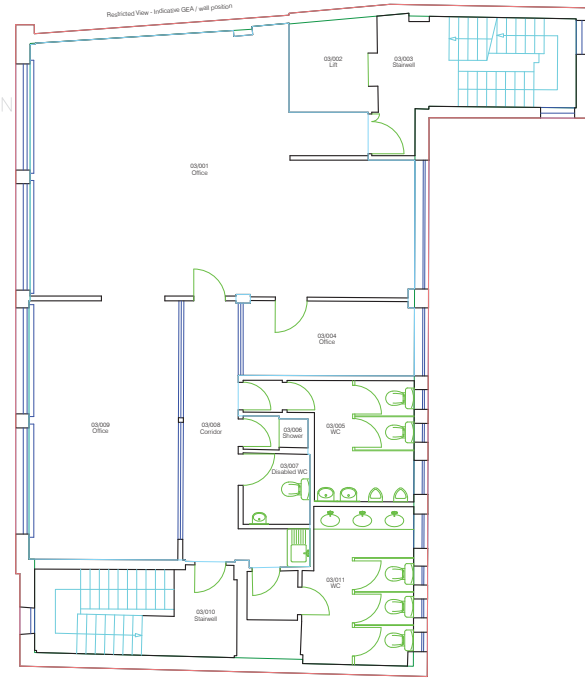 Restricted View - Indicative GEA / wall position
03/002
Lift
03/003
Stairwell
N
03/001
Office
03/004
Office
03/009
Office
03/008
Corridor
03/006
Shower
03/005
WC
03/007
Disabled WC
03/011
WC
03/010
Stairwell